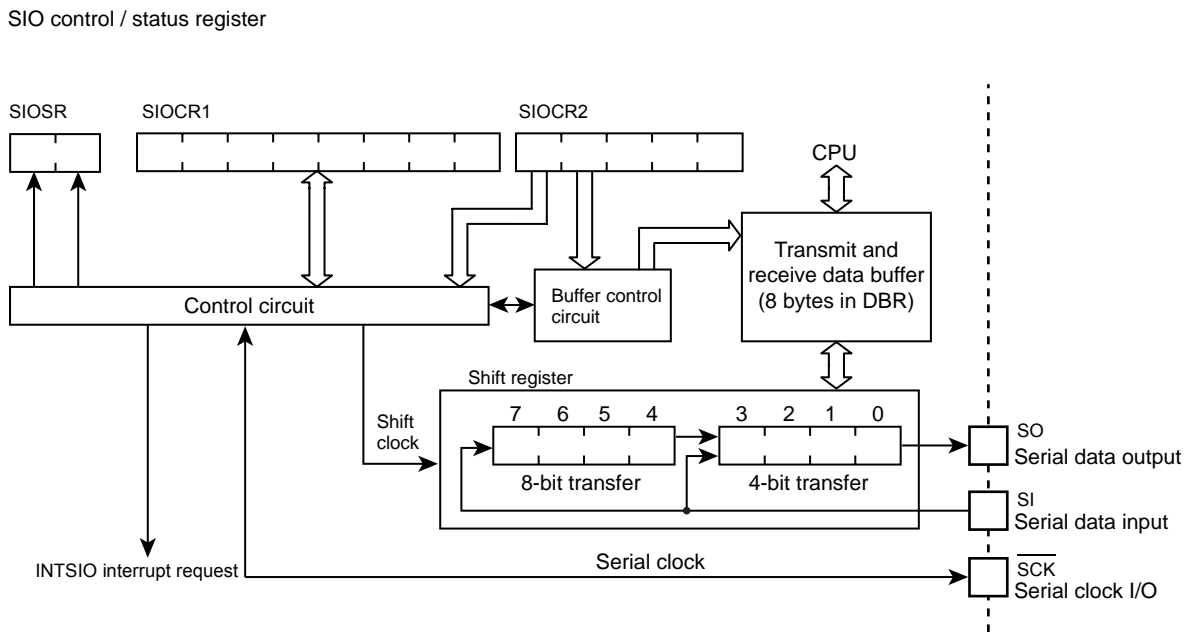 SIO control / status register
SIOSR
SIOCR1
SIOCR2
CPU
Transmit and
receive data buffer
(8 bytes in DBR)
Buffer control
circuit
Control circuit
Shift register
7 6 5 4 3 2 1 0
Shift
clock
8-bit transfer
4-bit transfer
SO
Serial data output
SI
Serial data input
INTSIO interrupt request
Serial clock
SCK
Serial clock I/O